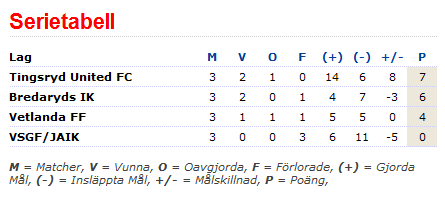 Serietabell
Lag M V O F (+) (-) +/- P
Tingsryd United FC 3 2 1 0 14 6 8 7
Bredaryds IK 3 2 0 1 4 7 -3 6
Vetlanda FF 3 1 1 1 5 5 0 4
VSGF/JAIK 3 0 0 3 6 11 -5 0
M = Matcher, V = Vunna, O = Oavgjorda, F = Förlorade, (+) = Gjorda
Mål, (-) = Insläppta Mål, +/- = Målskillnad, P = Poäng,